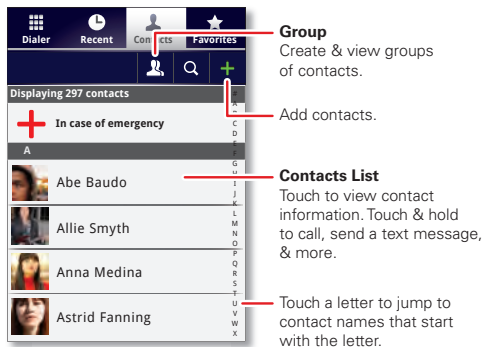 Dialer Recent Contacts Favorites
Displaying 297 contacts
In case of emergency
A
Abe Baudo
Allie Smyth
Anna Medina
Astrid Fanning
#
A
C
D
E
F
G
H
I
J
K
L
M
N
O
P
Q
R
S
T
U
V
W
X
Group
Create & view groups
of contacts.
Add contacts.
Contacts List
Touch to view contact
information. Touch & hold
to call, send a text message,
& more.
Touch a letter to jump to
contact names that start
with the letter.